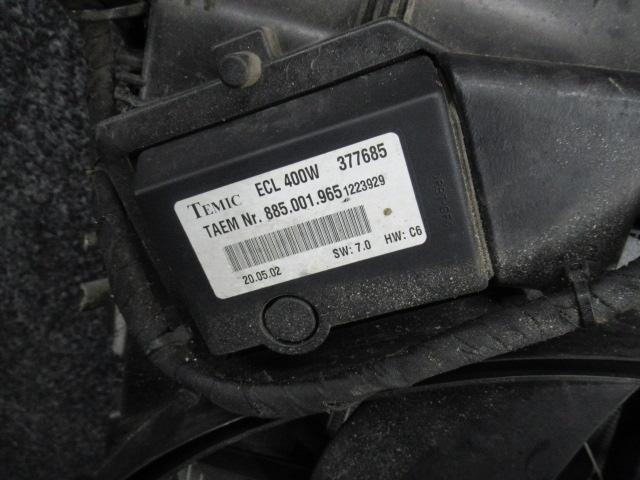 TEMIC ECL 400W 377685
TAEM Nr. 885.001.965 1223929
20.05.02 SW: 7.0 HW: C6